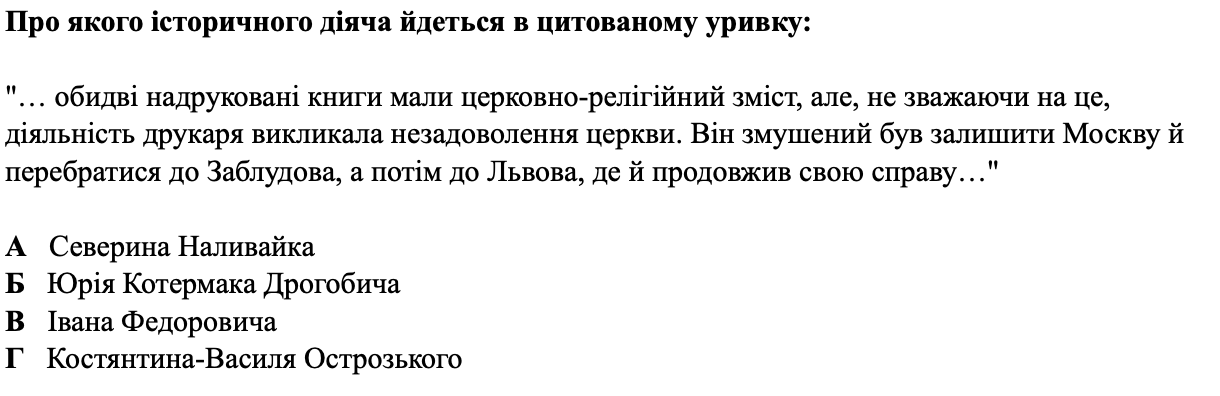 Про якого історичного діяча йдеться в цитованому уривку:
"… обидві надруковані книги мали церковно-релігійний зміст, але, не зважаючи на це,
діяльність друкаря викликала незадоволення церкви. Він змушений був залишити Москву й
перебратися до Заблудова, а потім до Львова, де й продовжив свою справу…"
А Северина Наливайка
Б Юрія Котермака Дрогобича
В Івана Федоровича
Г Костянтина-Василя Острозького